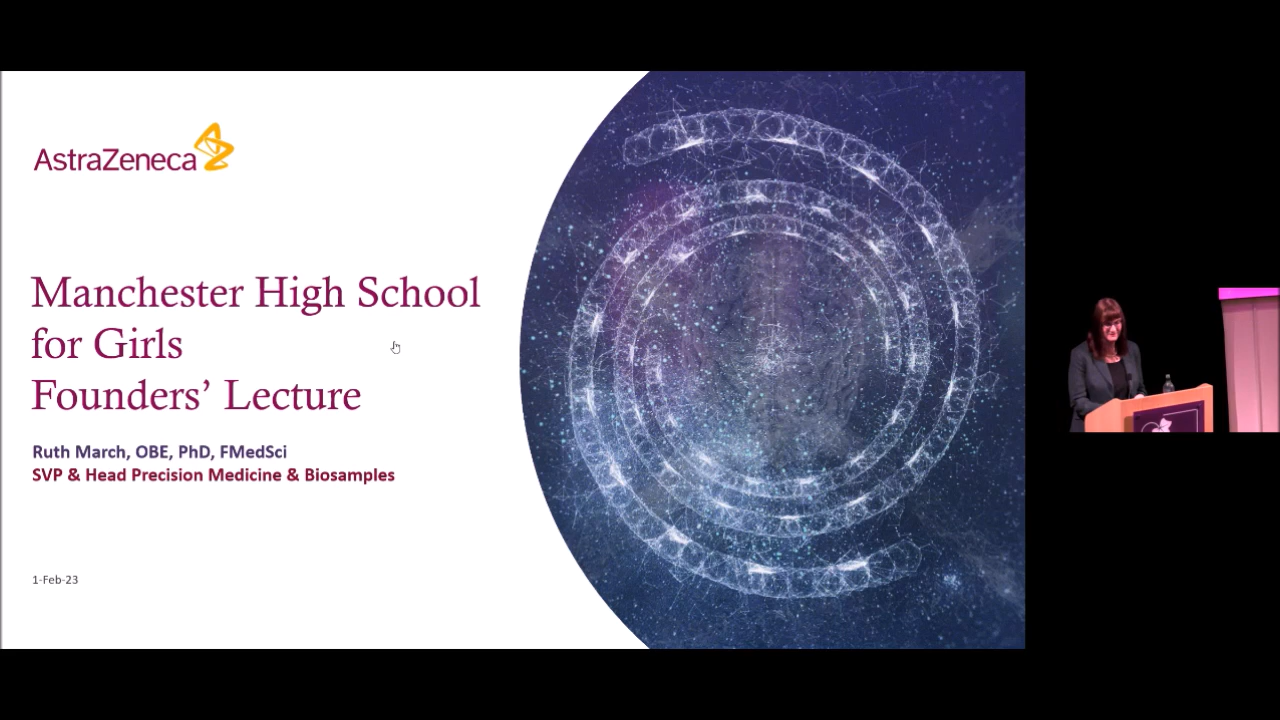 AstraZeneca
Manchester High School
for Girls
Founders’ Lecture
Ruth March, OBE, PhD, FMedSci
SVP & Head Precision Medicine & Biosamples
1-Feb-23